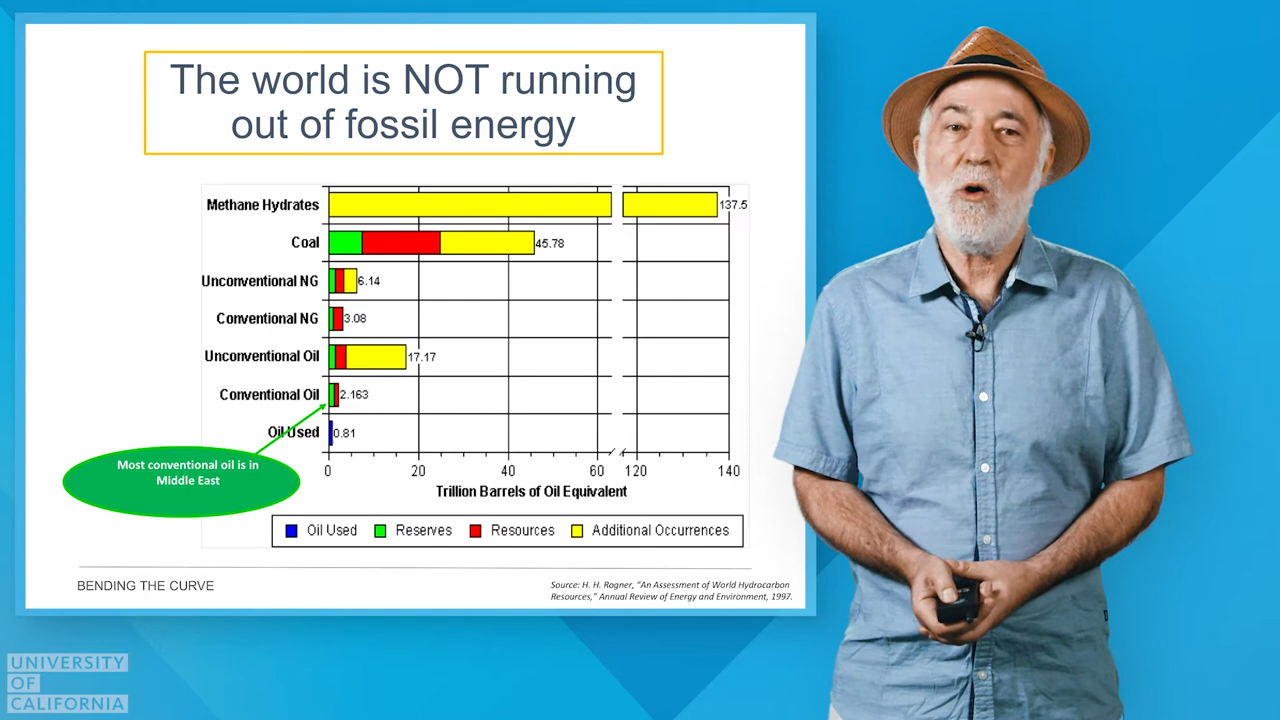 The world is NOT running
out of fossil energy
Methane Hydrates
137.5
Coal
45.78
Unconventional NG
6.14
Conventional NG
3.08
Unconventional Oil
17.17
Conventional Oil
2.163
Oil Used
0.81
0 20 40 60 120 140
Trillion Barrels of Oil Equivalent
Most conventional oil is in
Middle East
Oil Used Reserves Resources Additional Occurrences
BENDING THE CURVE
Source: H. H. Rogner, "An Assessment of World Hydrocarbon
Resources," Annual Review of Energy and Environment, 1997.
UNIVERSITY
OF
CALIFORNIA